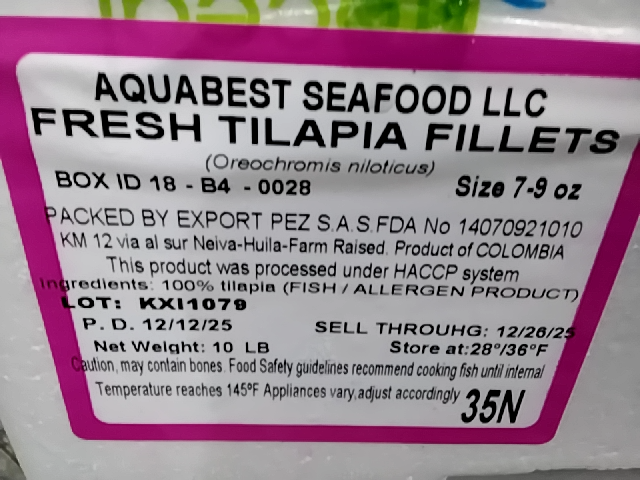 AQUABEST SEAFOOD LLC
FRESH TILAPIA FILLETS
(Oreochromis niloticus)
BOX ID 18 - B4 - 0028 Size 7-9 oz
PACKED BY EXPORT PEZ S.A.S.FDA No 14070921010
KM 12 via al sur Neiva-Huila-Farm Raised. Product of COLOMBIA
This product was processed under HACCP system
Ingredients: 100% tilapia (FISH / ALLERGEN PRODUCT)
LOT: KXI1079
P. D. 12/12/25 SELL THROUHG: 12/26/25
Net Weight: 10 LB Store at:28°/36°F
Caution, may contain bones. Food Safety guidelines recommend cooking fish until internal
Temperature reaches 145ºF Appliances vary,adjust accordingly 35N